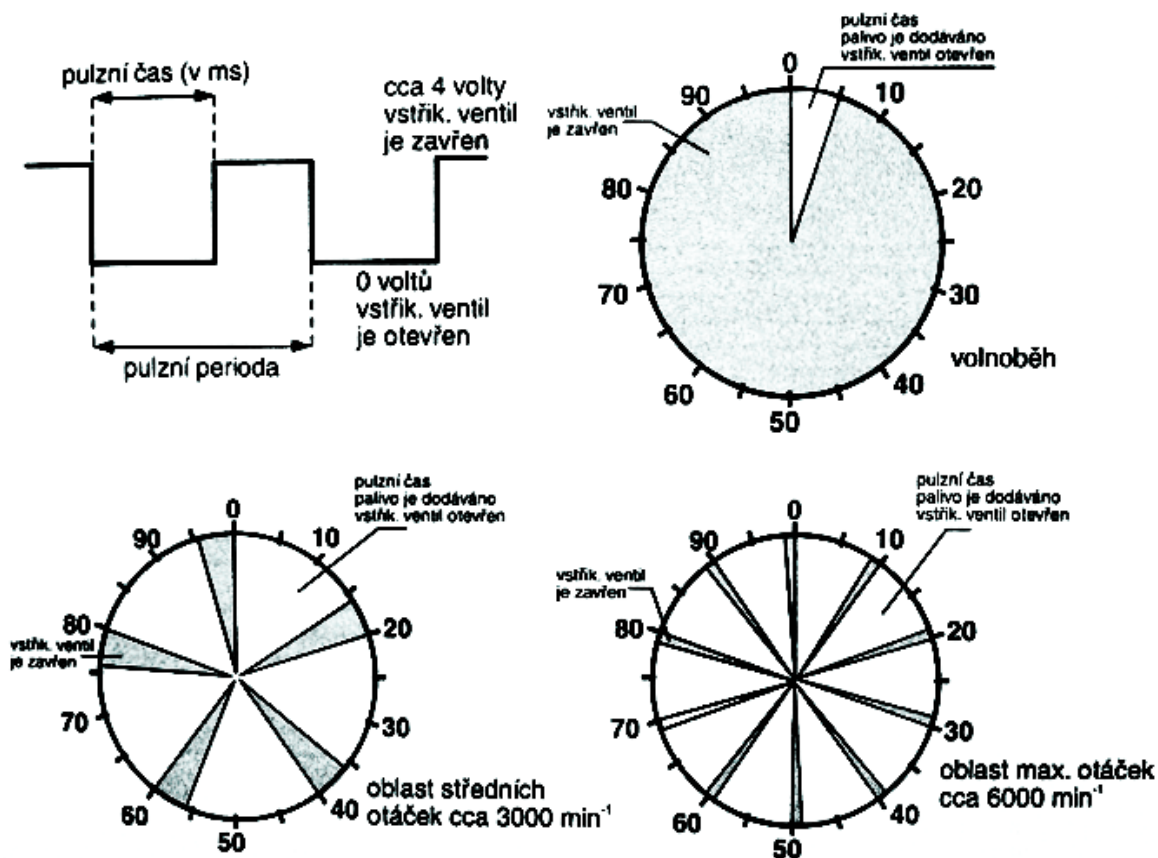 pulzní čas (v ms)
cca 4 volty
vstřik. ventil
je zavřen
0 voltů
vstřik. ventil
je otevřen
pulzní perioda
pulzní čas
palivo je dodáváno
vstřik. ventil otevřen
vstřik. ventil
je zavřen
0
10
20
30
40
50
60
70
80
90
volnoběh
pulzní čas
palivo je dodáváno
vstřik. ventil otevřen
vstřik. ventil
je zavřen
0
10
20
30
40
50
60
70
80
90
oblast středních
otáček cca 3000 min⁻¹
pulzní čas
palivo je dodáváno
vstřik. ventil otevřen
vstřik. ventil
je zavřen
0
10
20
30
40
50
60
70
80
90
oblast max. otáček
cca 6000 min⁻¹